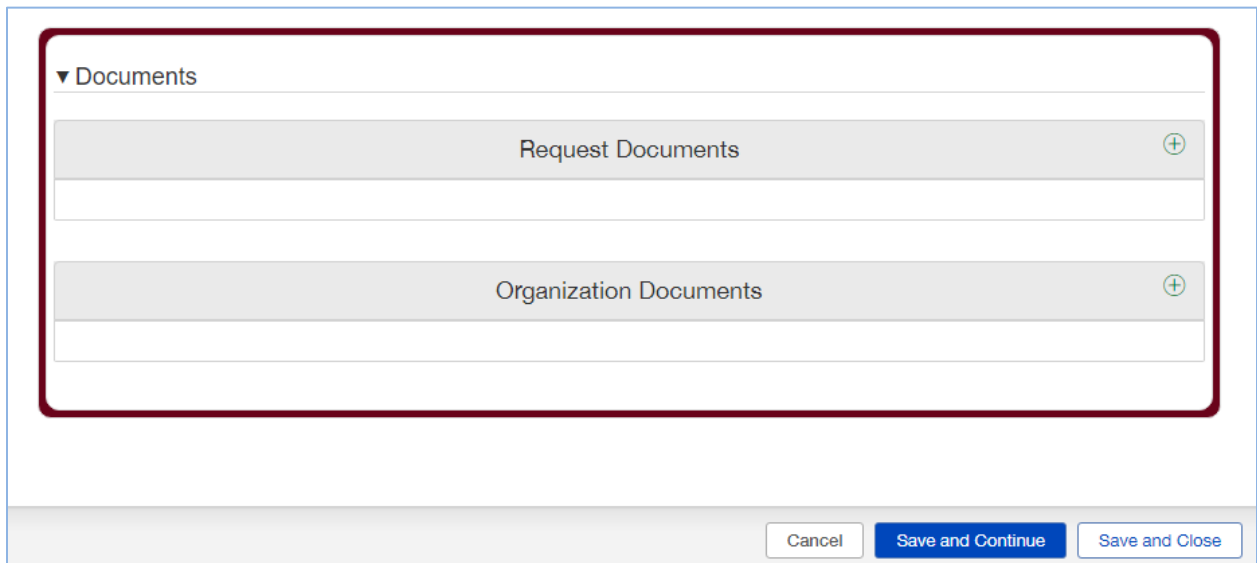 Documents
Request Documents
Organization Documents
Cancel Save and Continue Save and Close